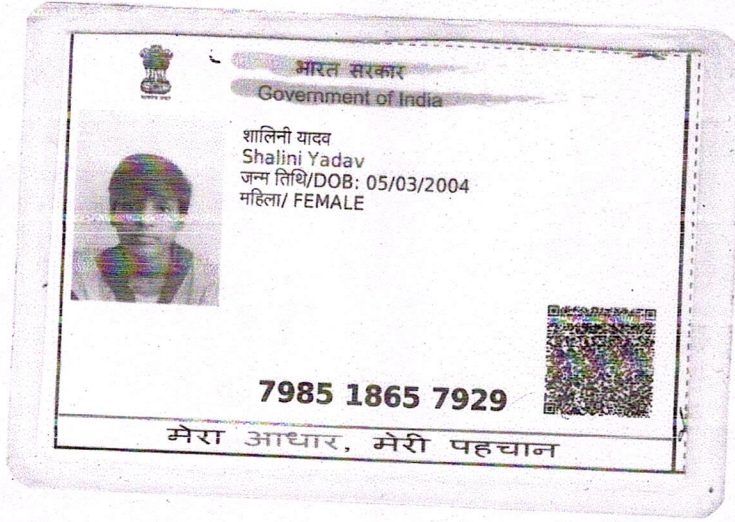 भारत सरकार
Government of India
शालिनी यादव
Shalini Yadav
जन्म तिथि/DOB: 05/03/2004
महिला/ FEMALE
7985 1865 7929
मेरा आधार, मेरी पहचान